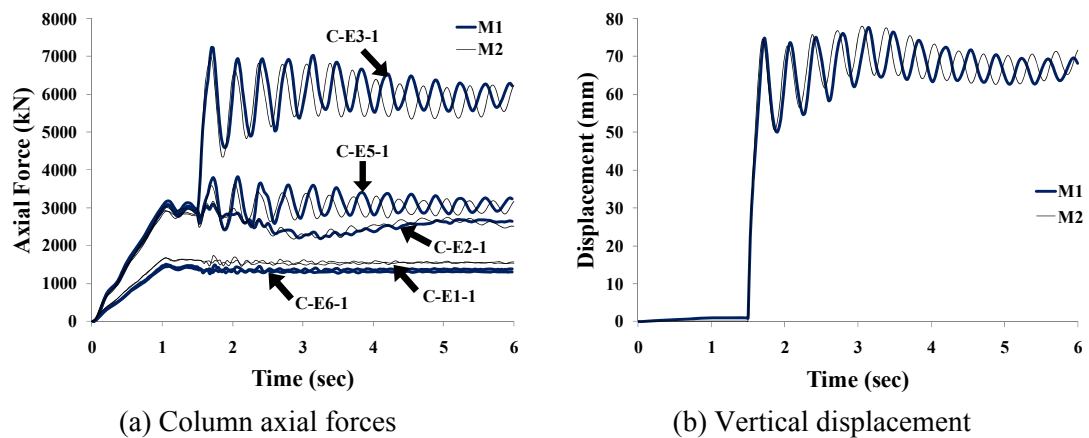 8000
7000
6000
5000
4000
3000
2000
1000
0
Axial Force (kN)
M1
M2
C-E3-1
C-E5-1
C-E2-1
C-E6-1
C-E1-1
0 1 2 3 4 5 6
Time (sec)
(a) Column axial forces
80
70
60
50
40
30
20
10
0
Displacement (mm)
M1
M2
0 1 2 3 4 5 6
Time (sec)
(b) Vertical displacement